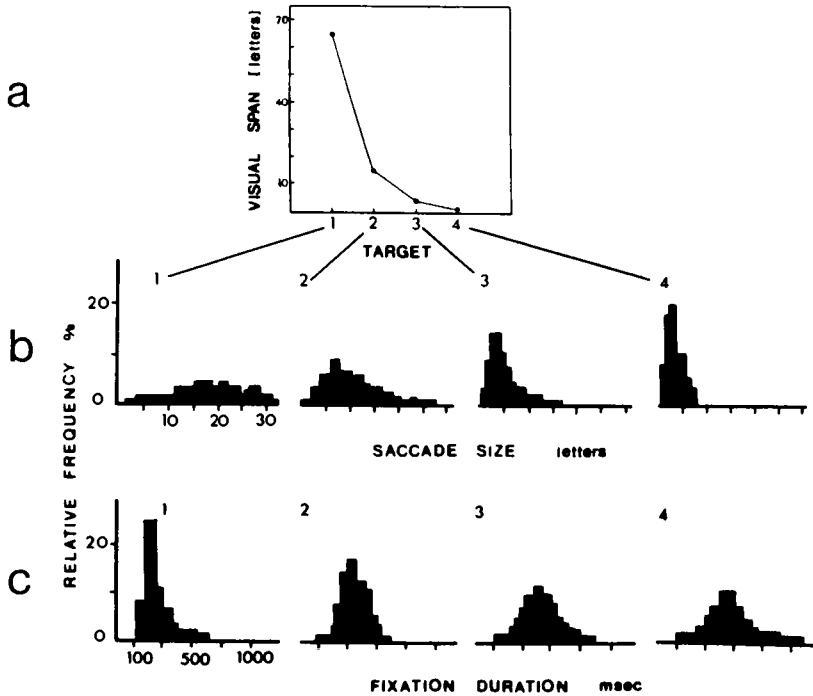 a
VISUAL SPAN [letters]
70
40
10
1 2 3 4
TARGET
b
RELATIVE FREQUENCY %
1 2 3 4
20
0
10 20 30
SACCADE SIZE letters
c
1 2 3 4
20
0
100 500 1000
FIXATION DURATION msec